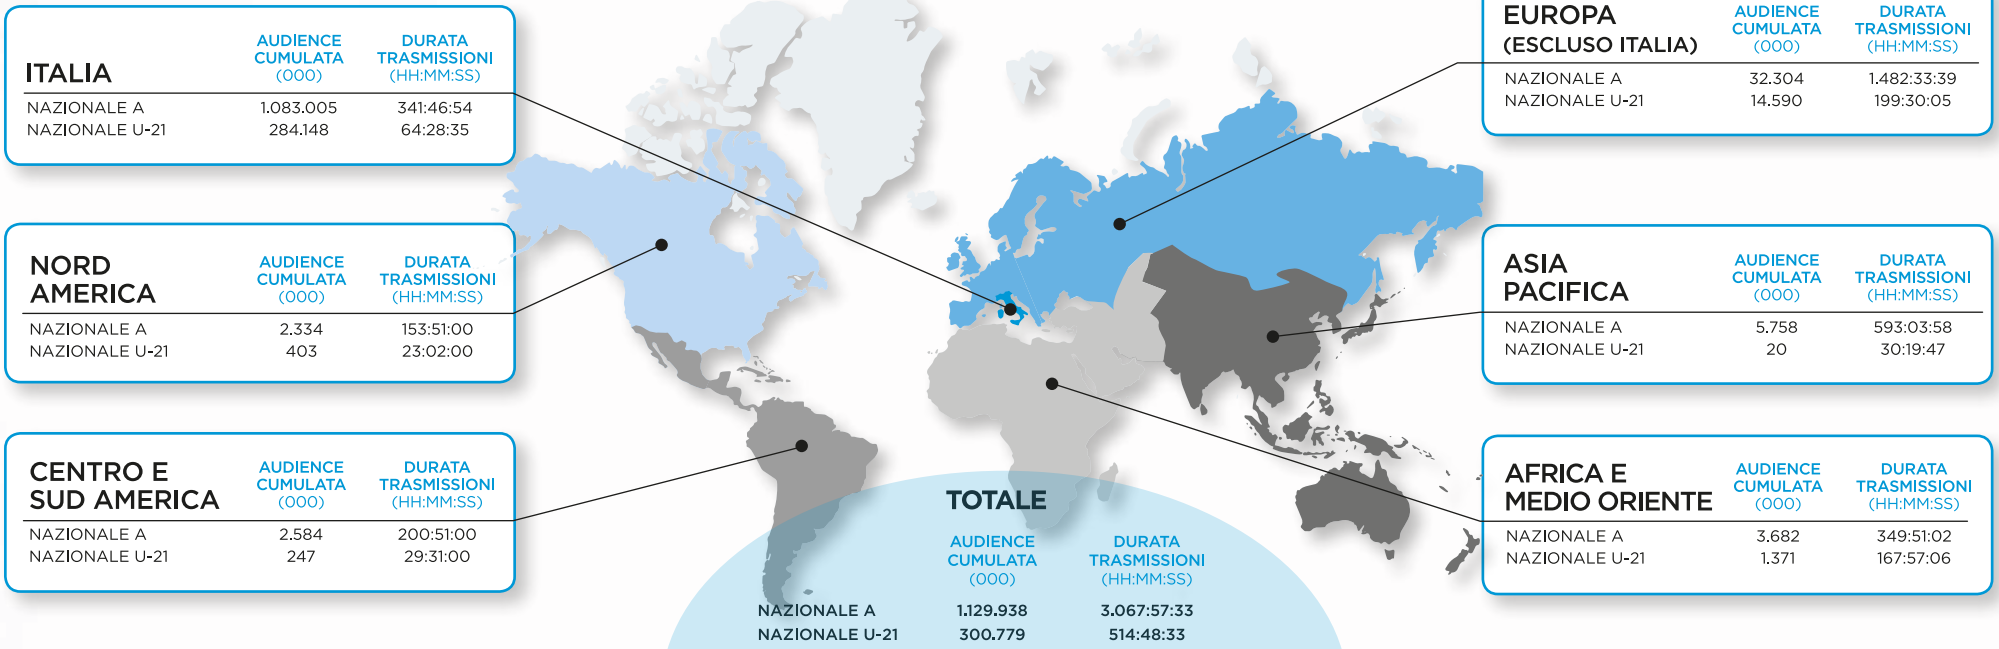 ITALIA
AUDIENCE CUMULATA (000)
DURATA TRASMISSIONI (HH:MM:SS)
NAZIONALE A 1.083.005 341:46:54
NAZIONALE U-21 284.148 64:28:35
NORD AMERICA
AUDIENCE CUMULATA (000)
DURATA TRASMISSIONI (HH:MM:SS)
NAZIONALE A 2.334 153:51:00
NAZIONALE U-21 403 23:02:00
CENTRO E SUD AMERICA
AUDIENCE CUMULATA (000)
DURATA TRASMISSIONI (HH:MM:SS)
NAZIONALE A 2.584 200:51:00
NAZIONALE U-21 247 29:31:00
TOTALE
AUDIENCE CUMULATA (000)
DURATA TRASMISSIONI (HH:MM:SS)
NAZIONALE A 1.129.938 3.067:57:33
NAZIONALE U-21 300.779 514:48:33
EUROPA (ESCLUSO ITALIA)
AUDIENCE CUMULATA (000)
DURATA TRASMISSIONI (HH:MM:SS)
NAZIONALE A 32.304 1.482:33:39
NAZIONALE U-21 14.590 199:30:05
ASIA PACIFICA
AUDIENCE CUMULATA (000)
DURATA TRASMISSIONI (HH:MM:SS)
NAZIONALE A 5.758 593:03:58
NAZIONALE U-21 20 30:19:47
AFRICA E MEDIO ORIENTE
AUDIENCE CUMULATA (000)
DURATA TRASMISSIONI (HH:MM:SS)
NAZIONALE A 3.682 349:51:02
NAZIONALE U-21 1.371 167:57:06